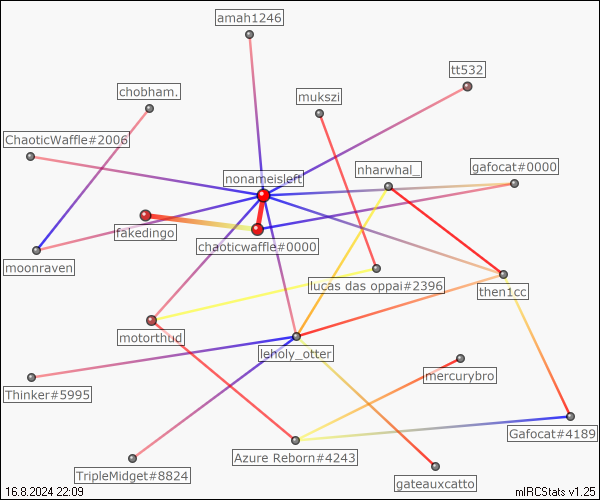 amah1246
tt532
chobham.
mukszi
ChaoticWaffle#2006
nharwhal_
gafocat#0000
nonameisleft
fakedingo
chaoticwaffle#0000
moonraven
lucas das oppai#2396
then1cc
motorthud
leholy_otter
mercurybro
Thinker#5995
Gafocat#4189
Azure Reborn#4243
TripleMidget#8824
gateauxcatto
16.8.2024 22:09
mIRCStats v1.25